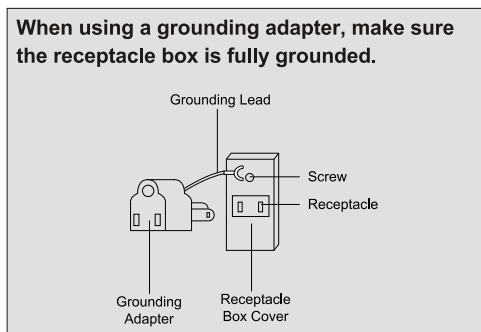 When using a grounding adapter, make sure
the receptacle box is fully grounded.
Grounding Lead
Screw
Receptacle
Grounding
Adapter
Receptacle
Box Cover